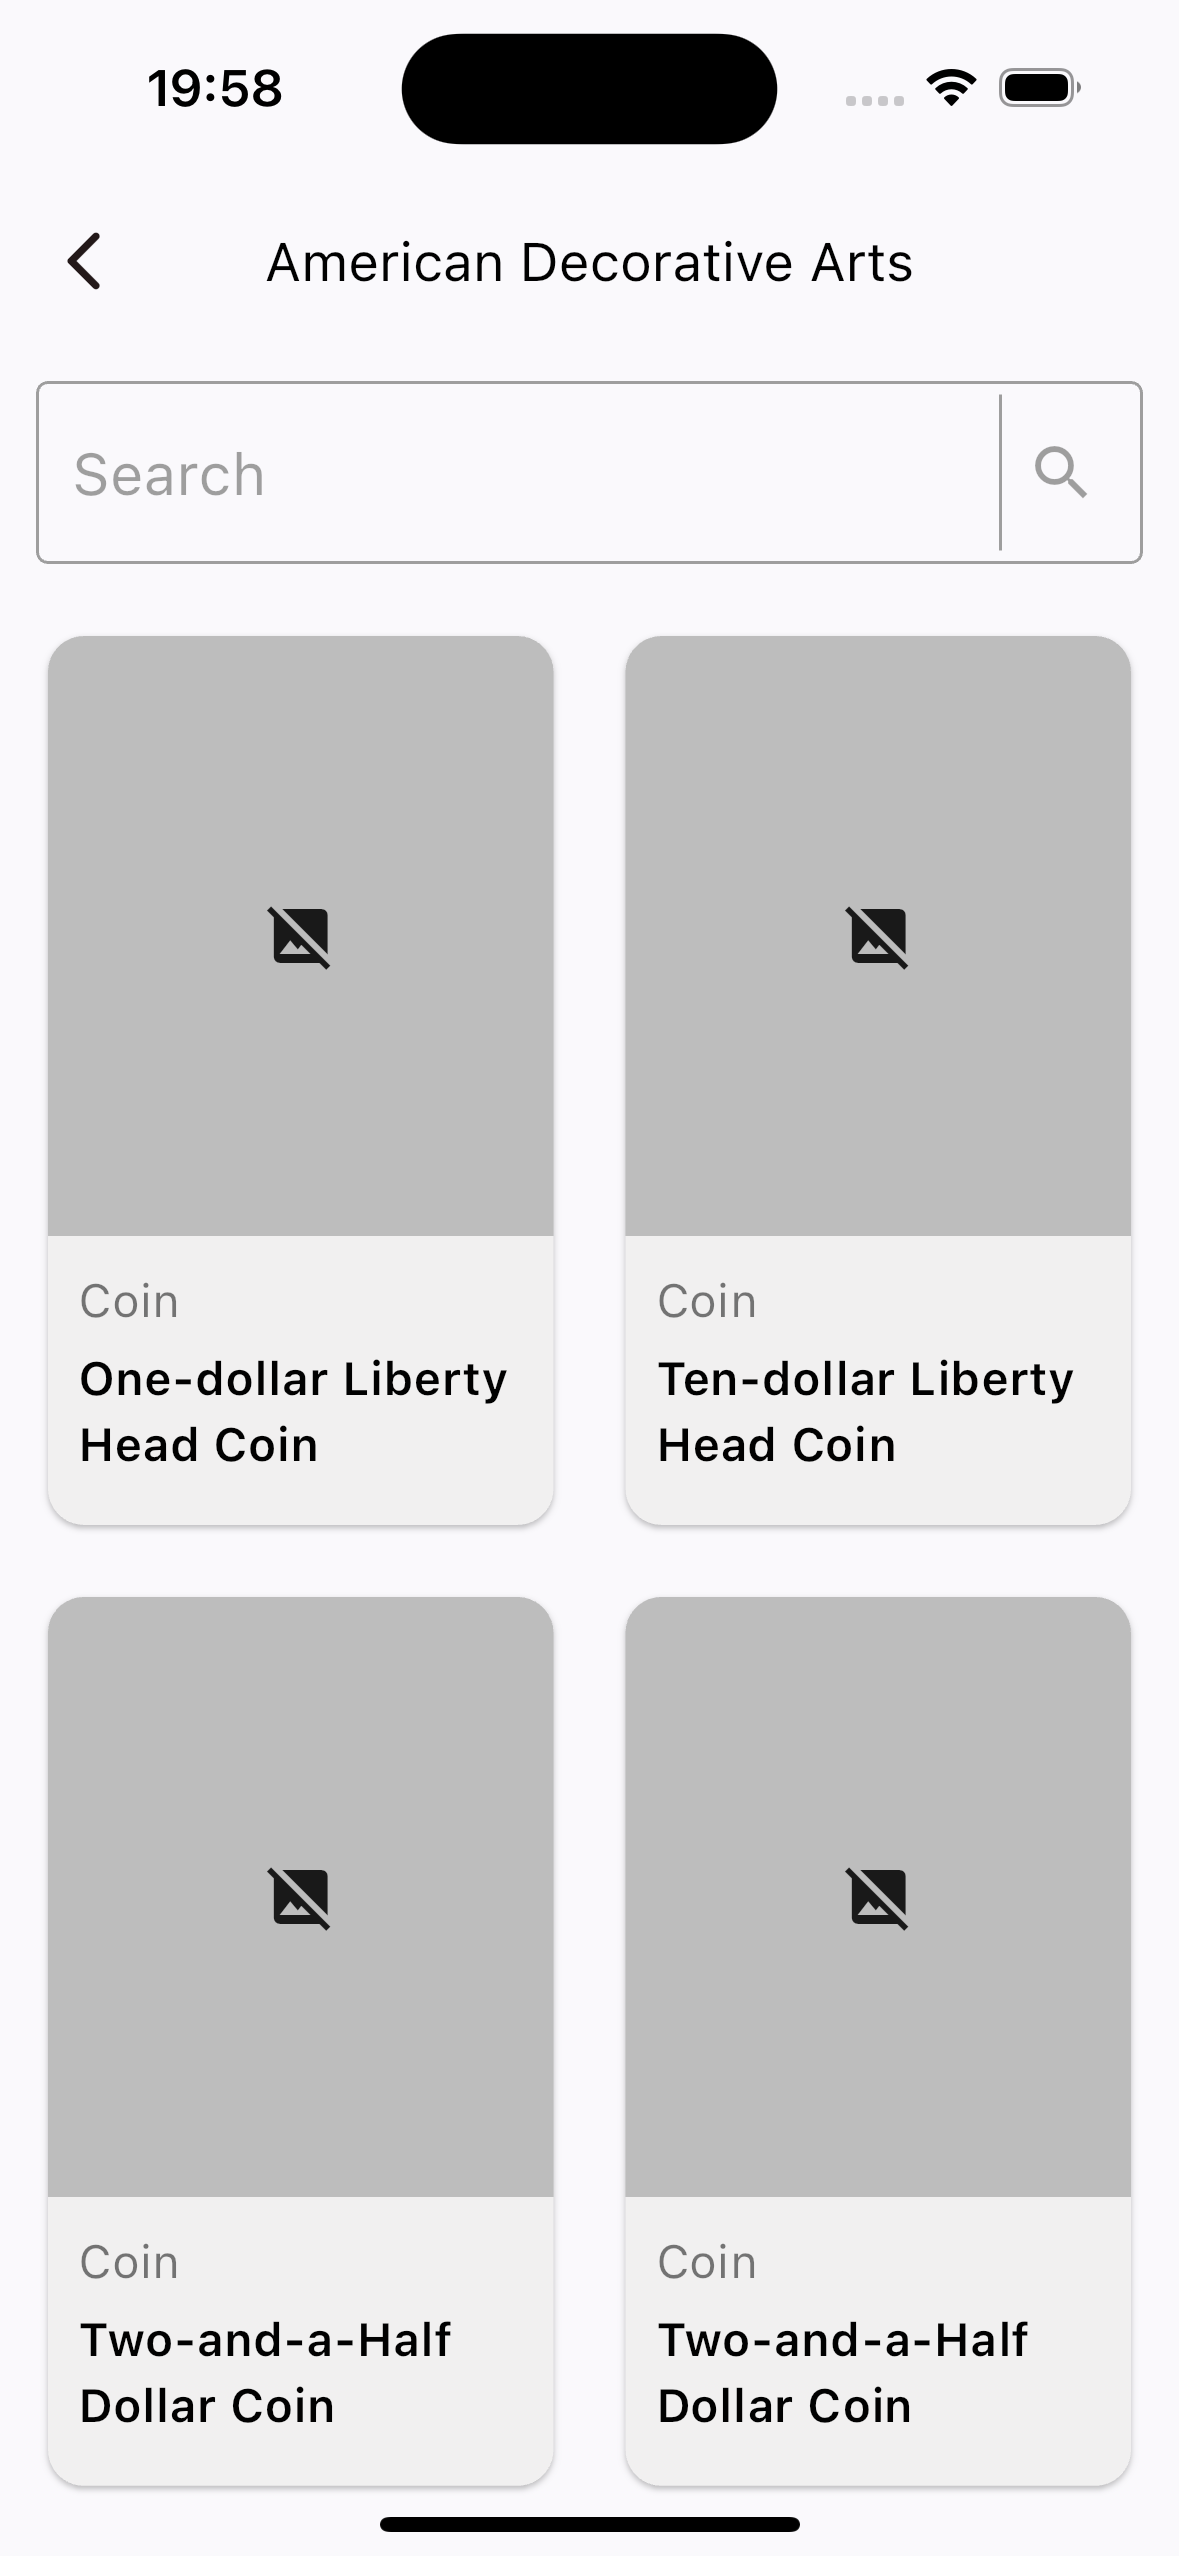 19:58
American Decorative Arts
Search
Coin
One-dollar Liberty
Head Coin
Coin
Ten-dollar Liberty
Head Coin
Coin
Two-and-a-Half
Dollar Coin
Coin
Two-and-a-Half
Dollar Coin